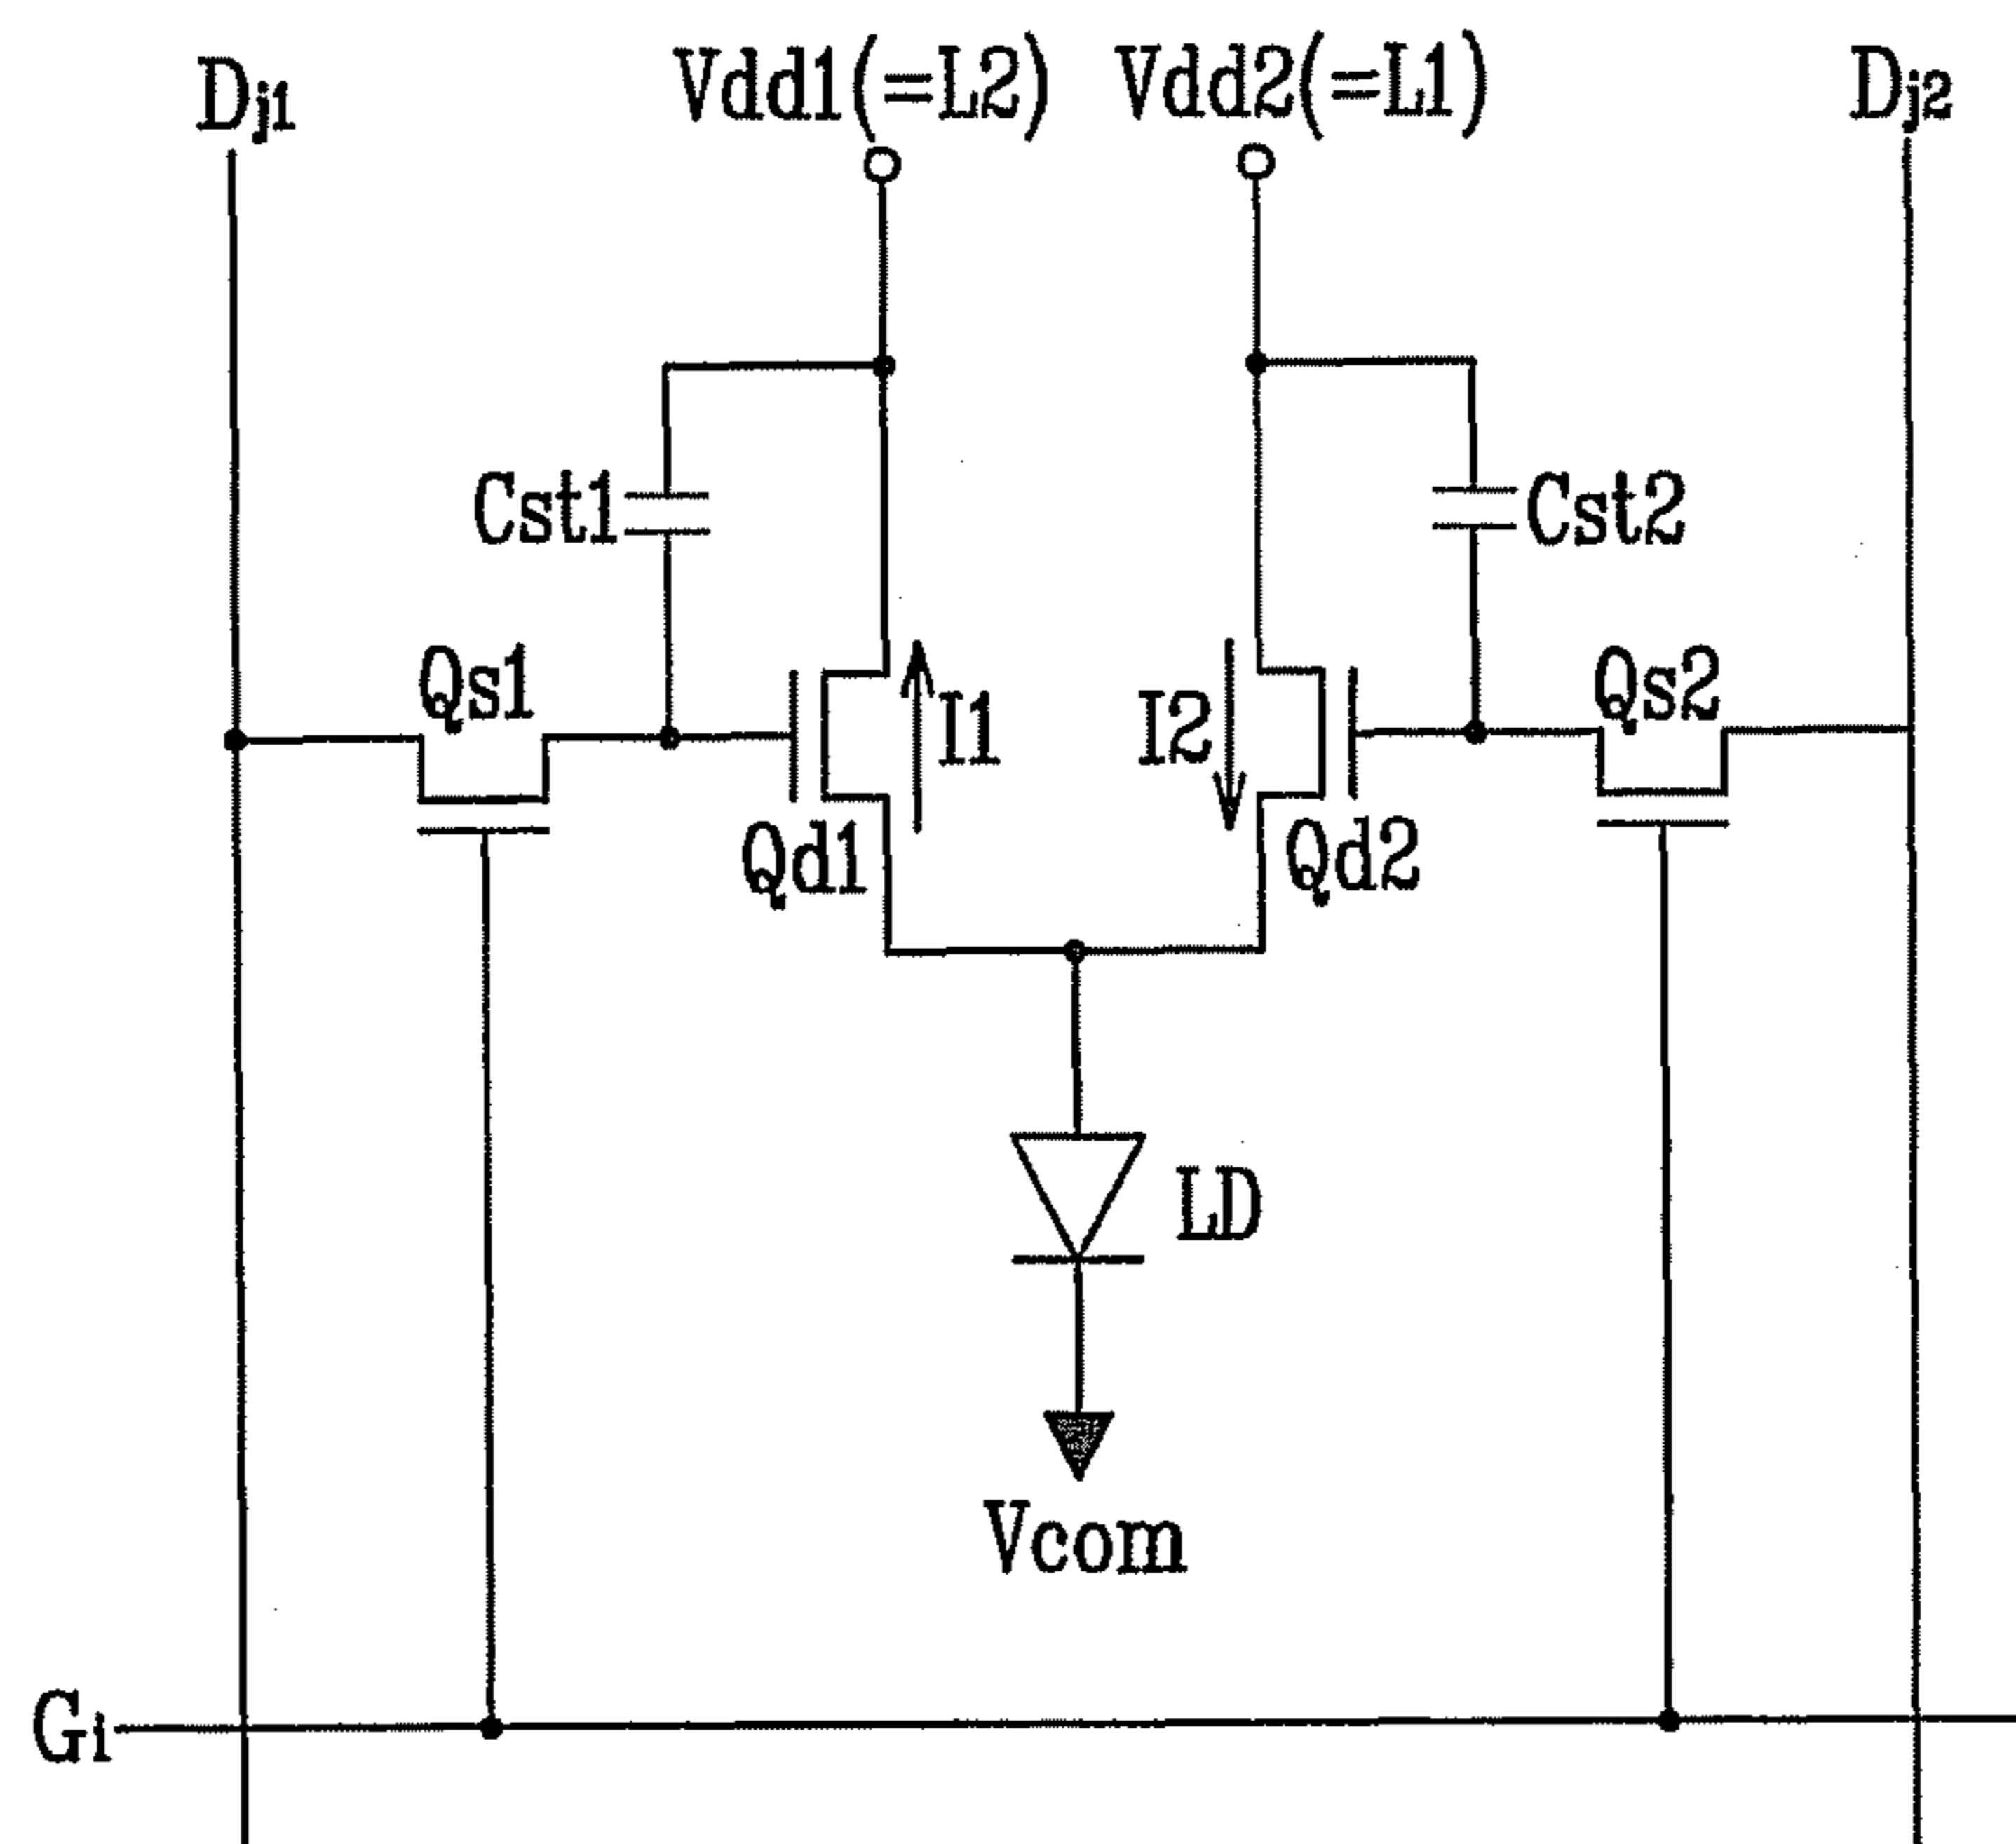 Dj1
Vdd1(=L2)
Vdd2(=L1)
Dj2
Cst1
Cst2
Qs1
I1
I2
Qs2
Qd1
Qd2
LD
Vcom
Gi